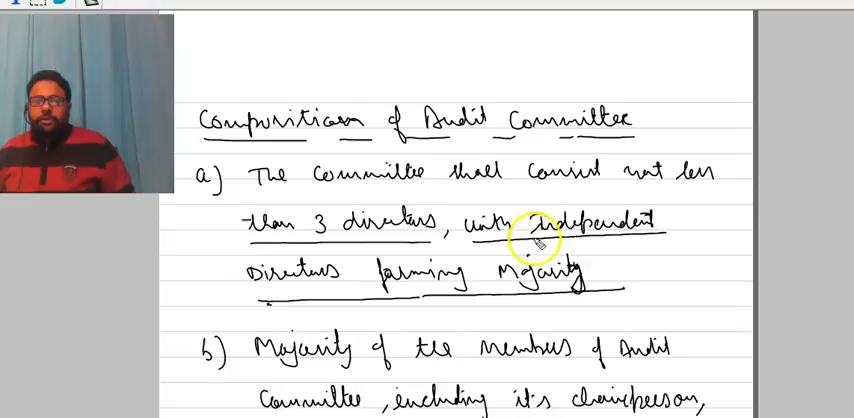 Composition of Audit Committee
a) The Committee shall Consist not less
than 3 directors, with independent
Directors forming Majority
b) Majority of the members of Audit
Committee, including it's chairperson,